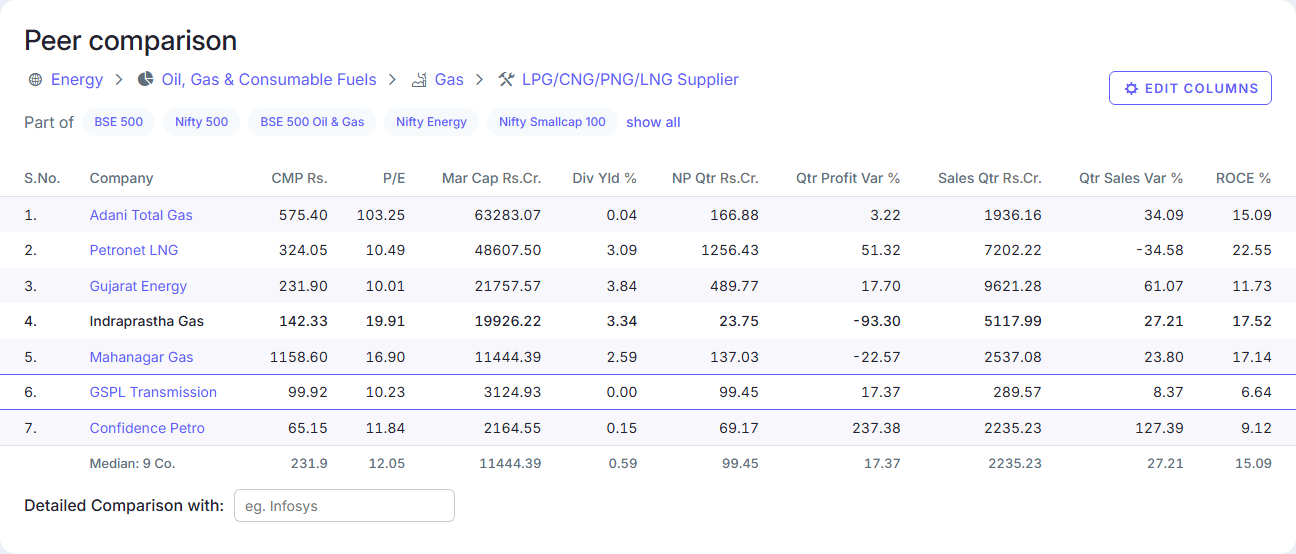 Peer comparison
Energy > Oil, Gas & Consumable Fuels > Gas > LPG/CNG/PNG/LNG Supplier
EDIT COLUMNS
Part of BSE 500 Nifty 500 BSE 500 Oil & Gas Nifty Energy Nifty Smallcap 100 show all
S.No. Company CMP Rs. P/E Mar Cap Rs.Cr. Div Yld % NP Qtr Rs.Cr. Qtr Profit Var % Sales Qtr Rs.Cr. Qtr Sales Var % ROCE %
1. Adani Total Gas 575.40 103.25 63283.07 0.04 166.88 3.22 1936.16 34.09 15.09
2. Petronet LNG 324.05 10.49 48607.50 3.09 1256.43 51.32 7202.22 -34.58 22.55
3. Gujarat Energy 231.90 10.01 21757.57 3.84 489.77 17.70 9621.28 61.07 11.73
4. Indraprastha Gas 142.33 19.91 19926.22 3.34 23.75 -93.30 5117.99 27.21 17.52
5. Mahanagar Gas 1158.60 16.90 11444.39 2.59 137.03 -22.57 2537.08 23.80 17.14
6. GSPL Transmission 99.92 10.23 3124.93 0.00 99.45 17.37 289.57 8.37 6.64
7. Confidence Petro 65.15 11.84 2164.55 0.15 69.17 237.38 2235.23 127.39 9.12
Median: 9 Co. 231.9 12.05 11444.39 0.59 99.45 17.37 2235.23 27.21 15.09
Detailed Comparison with: eg. Infosys